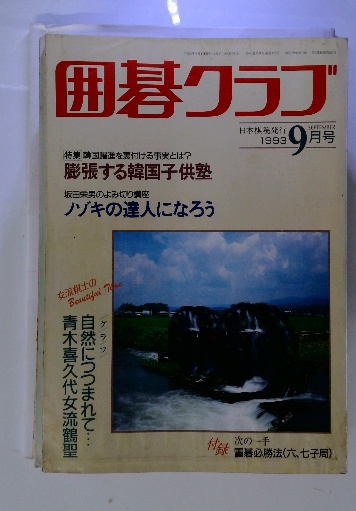 囲碁クラブ
日本棋院発行
SEPTEMBER
1993 9月号
特集 韓国躍進を裏付ける事実とは?
膨張する韓国子供塾
坂田栄男のよみ切り講座
ノゾキの達人になろう
女流棋士の
Beautiful Time
グラフ
自然につつまれて…
青木喜久代女流鶴聖
付録
次の一手
囲碁必勝法(六、七子局)